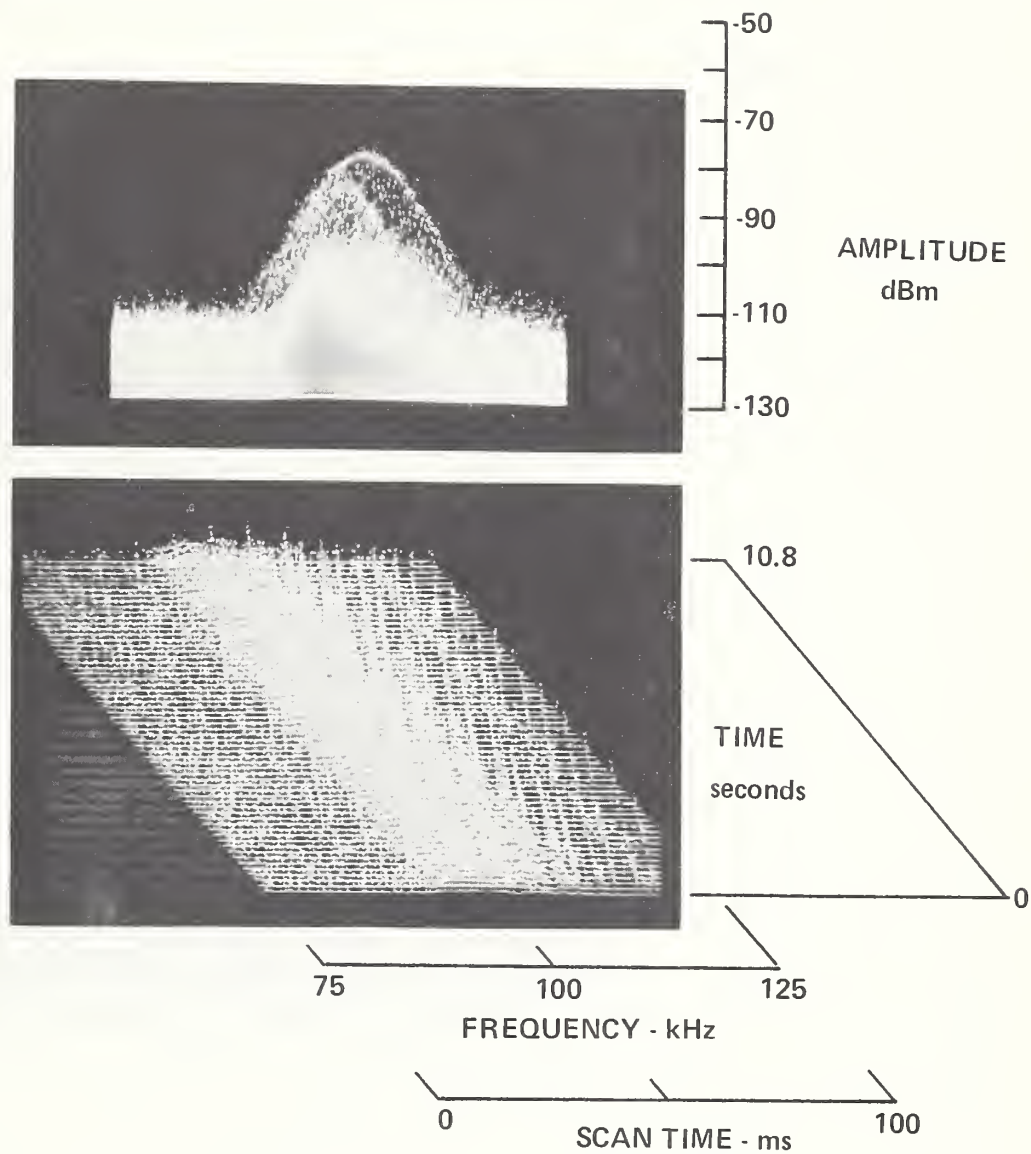 -50
-70
-90
AMPLITUDE
dBm
-110
-130
10.8
TIME
seconds
0
75 100 125
FREQUENCY - kHz
0 100
SCAN TIME - ms